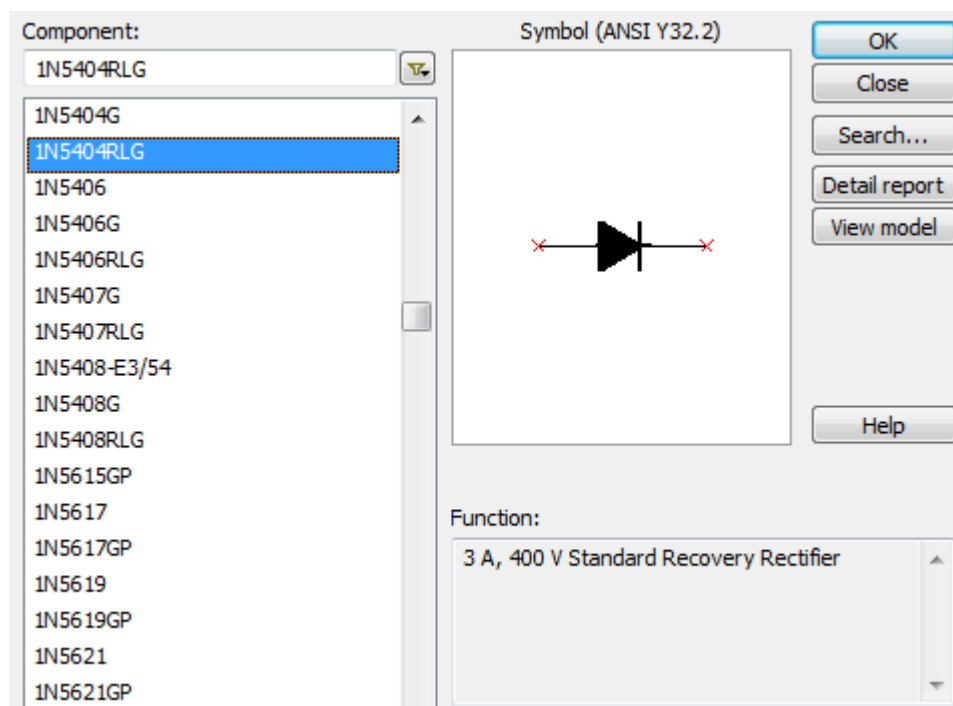 Component:
1N5404RLG
1N5404G
1N5404RLG
1N5406
1N5406G
1N5406RLG
1N5407G
1N5407RLG
1N5408-E3/54
1N5408G
1N5408RLG
1N5615GP
1N5617
1N5617GP
1N5619
1N5619GP
1N5621
1N5621GP
Symbol (ANSI Y32.2)
Function:
3 A, 400 V Standard Recovery Rectifier
OK
Close
Search...
Detail report
View model
Help